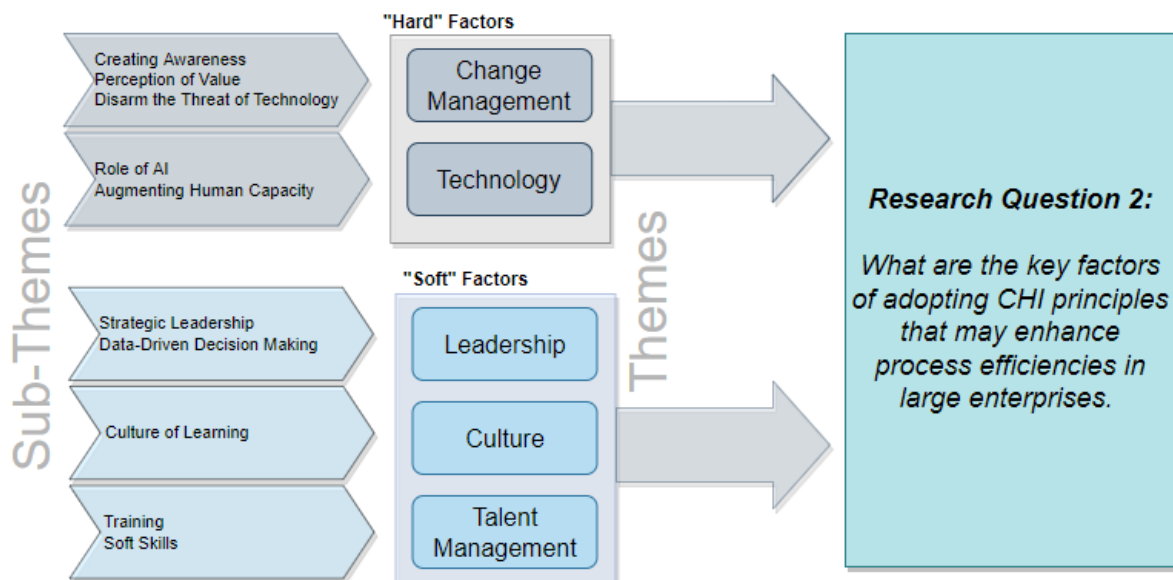 "Hard" Factors
Creating Awareness
Perception of Value
Disarm the Threat of Technology
Change
Management
Role of AI
Augmenting Human Capacity
Technology
Sub-Themes
Themes
"Soft" Factors
Strategic Leadership
Data-Driven Decision Making
Leadership
Culture of Learning
Culture
Training
Soft Skills
Talent
Management
Research Question 2:
What are the key factors
of adopting CHI principles
that may enhance
process efficiencies in
large enterprises.